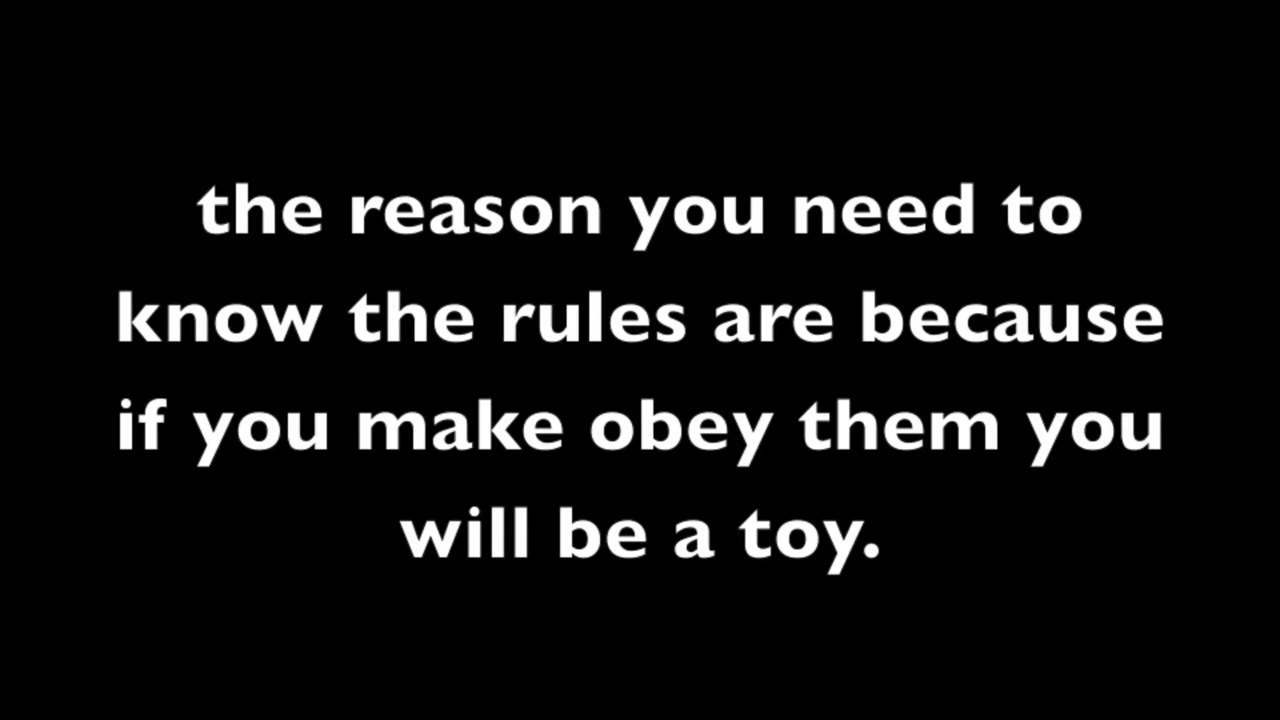 the reason you need to
know the rules are because
if you make obey them you
will be a toy.